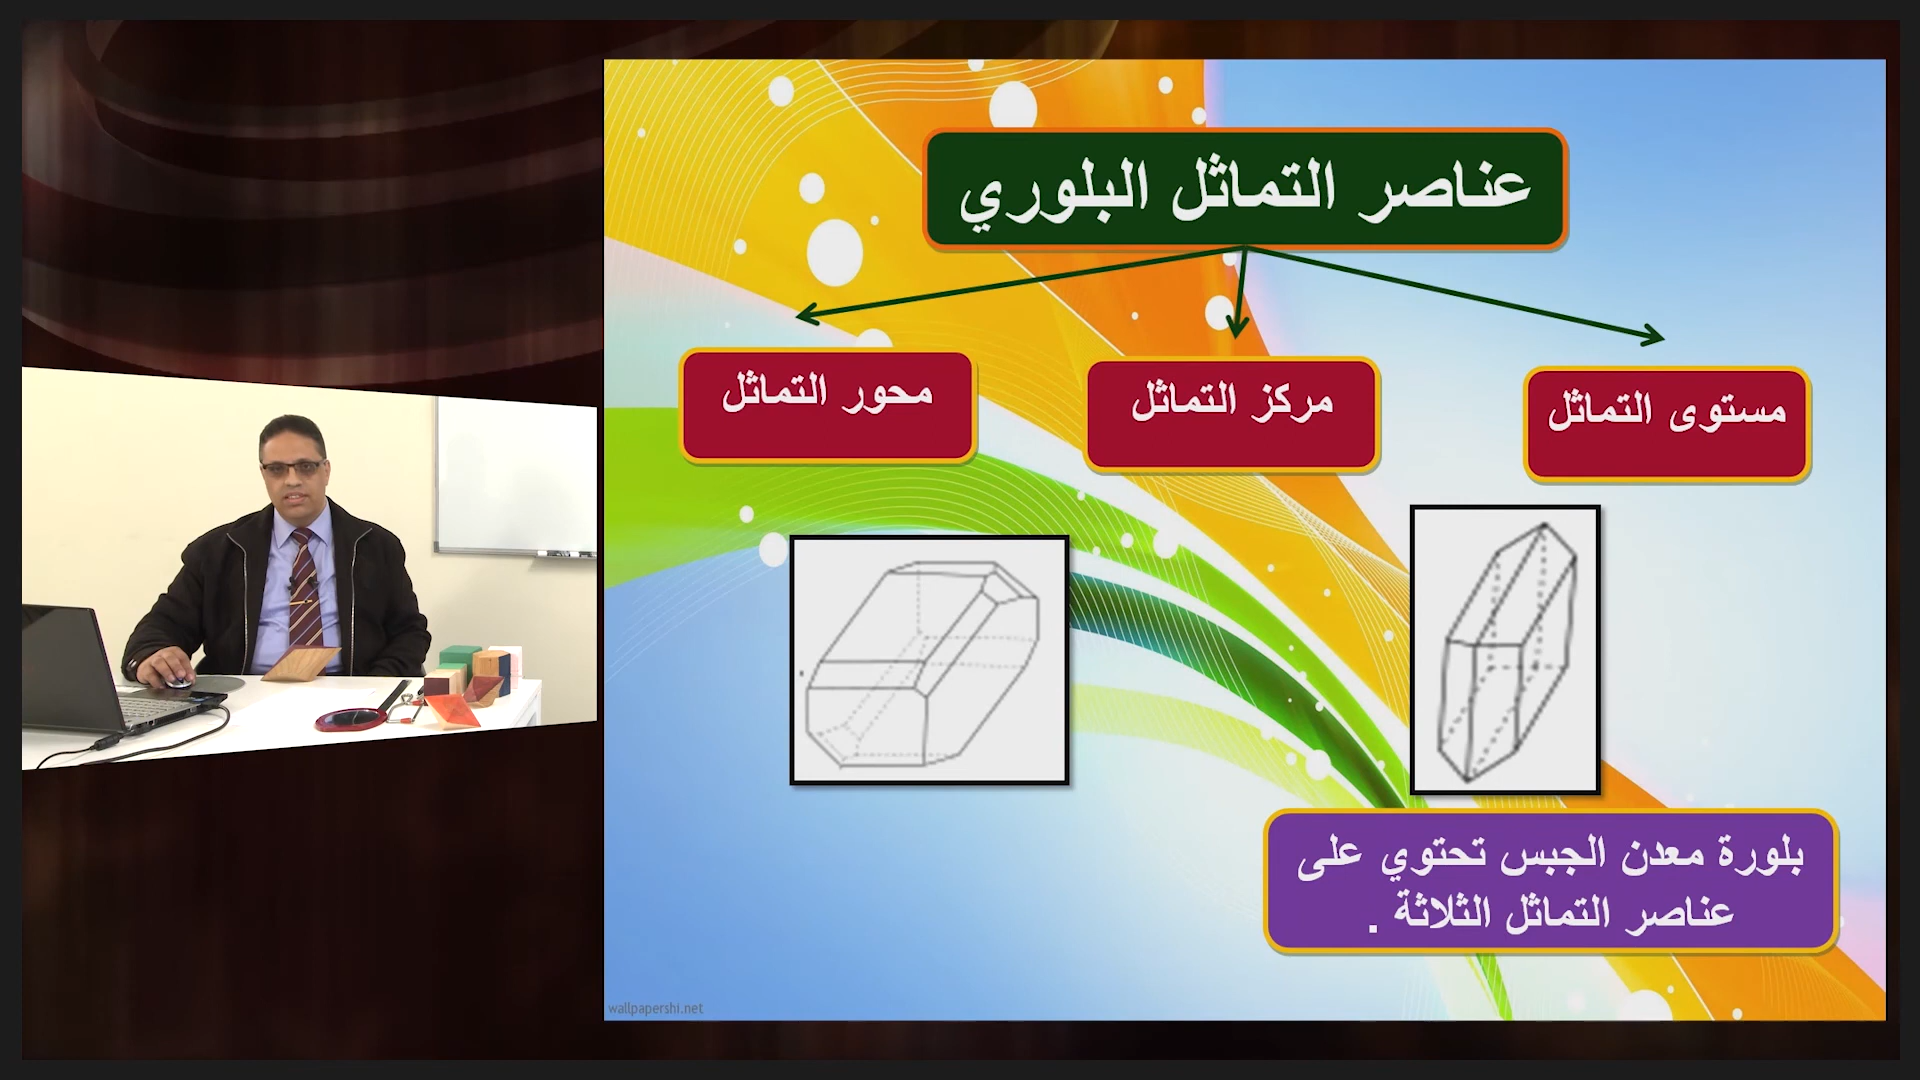 عناصر التماثل البلوري
مستوى التماثل
مركز التماثل
محور التماثل
بلورة معدن الجبس تحتوي على
عناصر التماثل الثلاثة .
wallpapershi.net